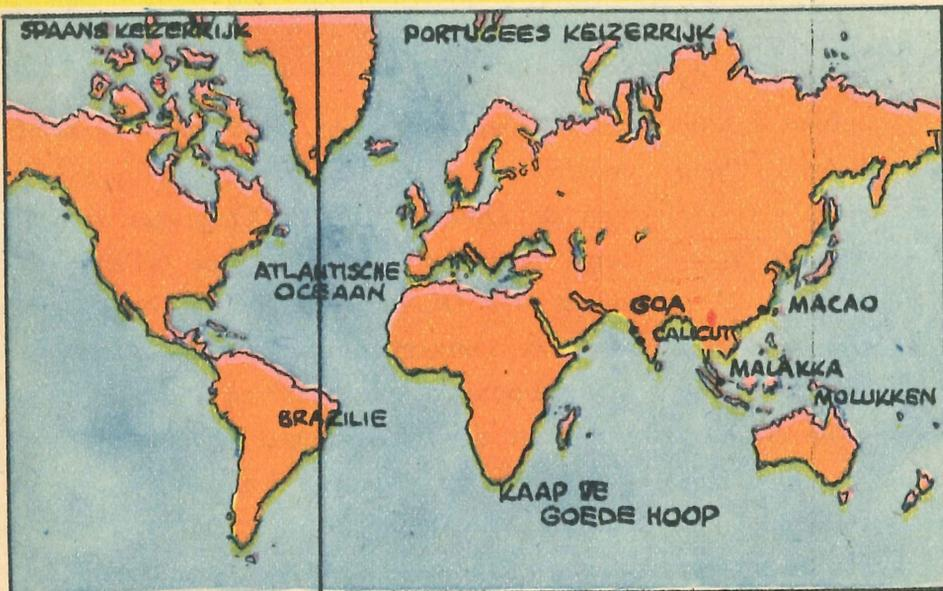 SPAANS KEIZERRIJK
PORTUGEES KEIZERRIJK
ATLANTISCHE
OCEAAN
GOA
MACAO
CALICUT
MALAKKA
MOLUKKEN
BRAZILIE
KAAP DE
GOEDE HOOP